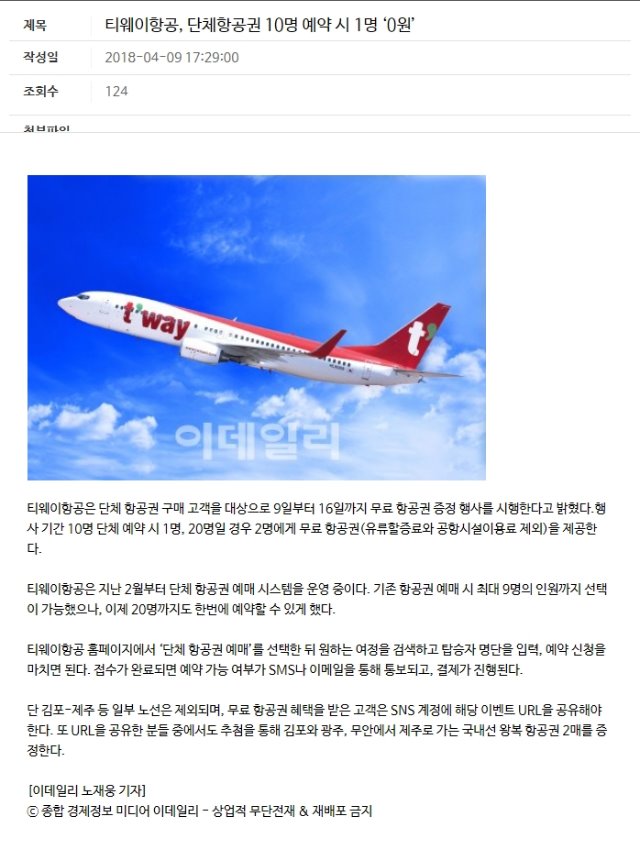 제목 티웨이항공, 단체항공권 10명 예약 시 1명 ‘0원’
작성일 2018-04-09 17:29:00
조회수 124
첨부파일
t'way
t'
이데일리
티웨이항공은 단체 항공권 구매 고객을 대상으로 9일부터 16일까지 무료 항공권 증정 행사를 시행한다고 밝혔다.행
사 기간 10명 단체 예약 시 1명, 20명일 경우 2명에게 무료 항공권(유류할증료와 공항시설이용료 제외)을 제공한
다.
티웨이항공은 지난 2월부터 단체 항공권 예매 시스템을 운영 중이다. 기존 항공권 예매 시 최대 9명의 인원까지 선택
이 가능했으나, 이제 20명까지도 한번에 예약할 수 있게 했다.
티웨이항공 홈페이지에서 ‘단체 항공권 예매’를 선택한 뒤 원하는 여정을 검색하고 탑승자 명단을 입력, 예약 신청을
마치면 된다. 접수가 완료되면 예약 가능 여부가 SMS나 이메일을 통해 통보되고, 결제가 진행된다.
단 김포-제주 등 일부 노선은 제외되며, 무료 항공권 혜택을 받은 고객은 SNS 계정에 해당 이벤트 URL을 공유해야
한다. 또 URL을 공유한 분들 중에서도 추첨을 통해 김포와 광주, 무안에서 제주로 가는 국내선 왕복 항공권 2매를 증
정한다.
[이데일리 노재웅 기자]
ⓒ 종합 경제정보 미디어 이데일리 - 상업적 무단전재 & 재배포 금지